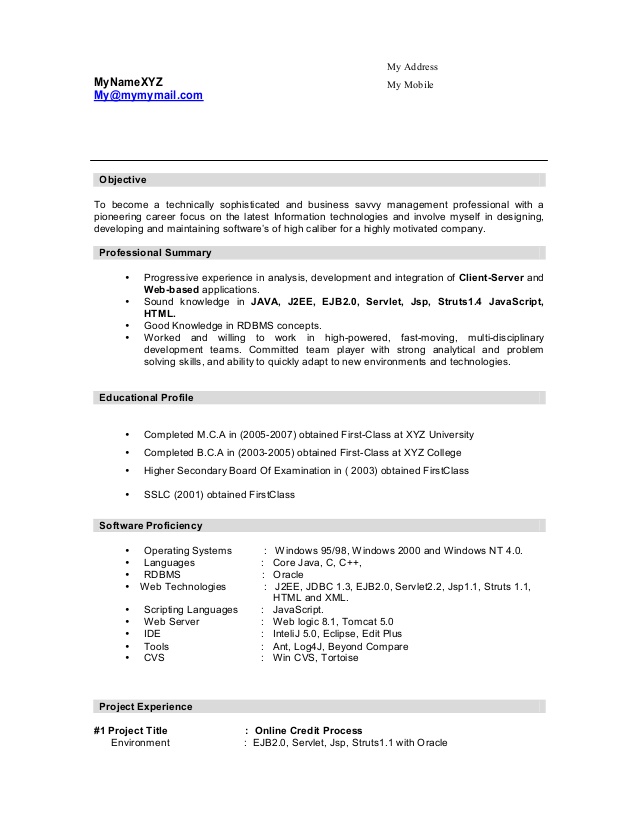 My Address
MyNameXYZ
My Mobile
My@mymymail.com
Objective
To become a technically sophisticated and business savvy management professional with a
pioneering career focus on the latest Information technologies and involve myself in designing,
developing and maintaining software's of high caliber for a highly motivated company.
Professional Summary
• Progressive experience in analysis, development and integration of Client-Server and
Web-based applications.
• Sound knowledge in JAVA, J2EE, EJB2.0, Servlet, Jsp, Struts1.4 JavaScript,
HTML.
• Good Knowledge in RDBMS concepts.
• Worked and willing to work in high-powered, fast-moving, multi-disciplinary
development teams. Committed team player with strong analytical and problem
solving skills, and ability to quickly adapt to new environments and technologies.
Educational Profile
• Completed M.C.A in (2005-2007) obtained First-Class at XYZ University
• Completed B.C.A in (2003-2005) obtained First-Class at XYZ College
• Higher Secondary Board Of Examination in ( 2003) obtained FirstClass
• SSLC (2001) obtained FirstClass
Software Proficiency
• Operating Systems : Windows 95/98, Windows 2000 and Windows NT 4.0.
• Languages : Core Java, C, C++,
• RDBMS : Oracle
• Web Technologies : J2EE, JDBC 1.3, EJB2.0, Servlet2.2, Jsp1.1, Struts 1.1,
HTML and XML.
• Scripting Languages : JavaScript.
• Web Server : Web logic 8.1, Tomcat 5.0
• IDE : InteliJ 5.0, Eclipse, Edit Plus
• Tools : Ant, Log4J, Beyond Compare
• CVS : Win CVS, Tortoise
Project Experience
#1 Project Title : Online Credit Process
Environment : EJB2.0, Servlet, Jsp, Struts1.1 with Oracle